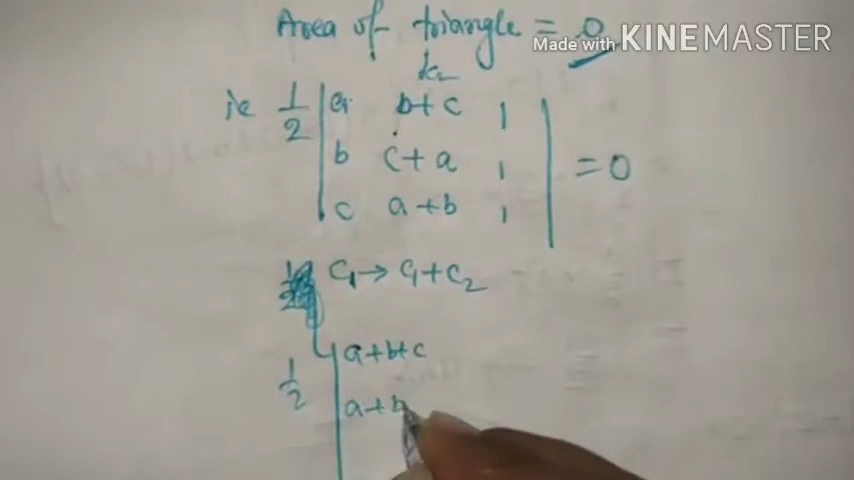 Area of triangle = 0
Made with KINEMASTER
ie 1/2 | a b+c 1 |
| b c+a 1 | = 0
| c a+b 1 |
C₁ → C₁ + C₂
1/2 | a+b+c
| a+b